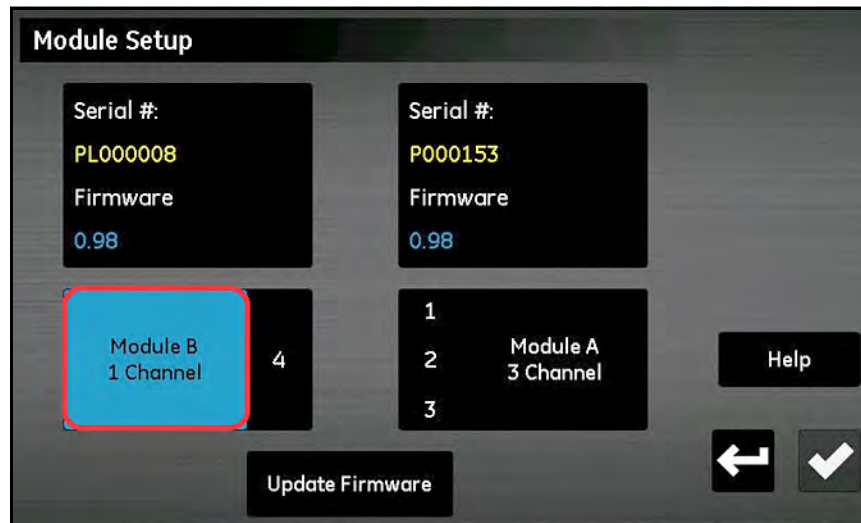 Module Setup
Serial #:
PL000008
Firmware
0.98
Serial #:
P000153
Firmware
0.98
Module B
1 Channel
4
1
2
3
Module A
3 Channel
Help
Update Firmware